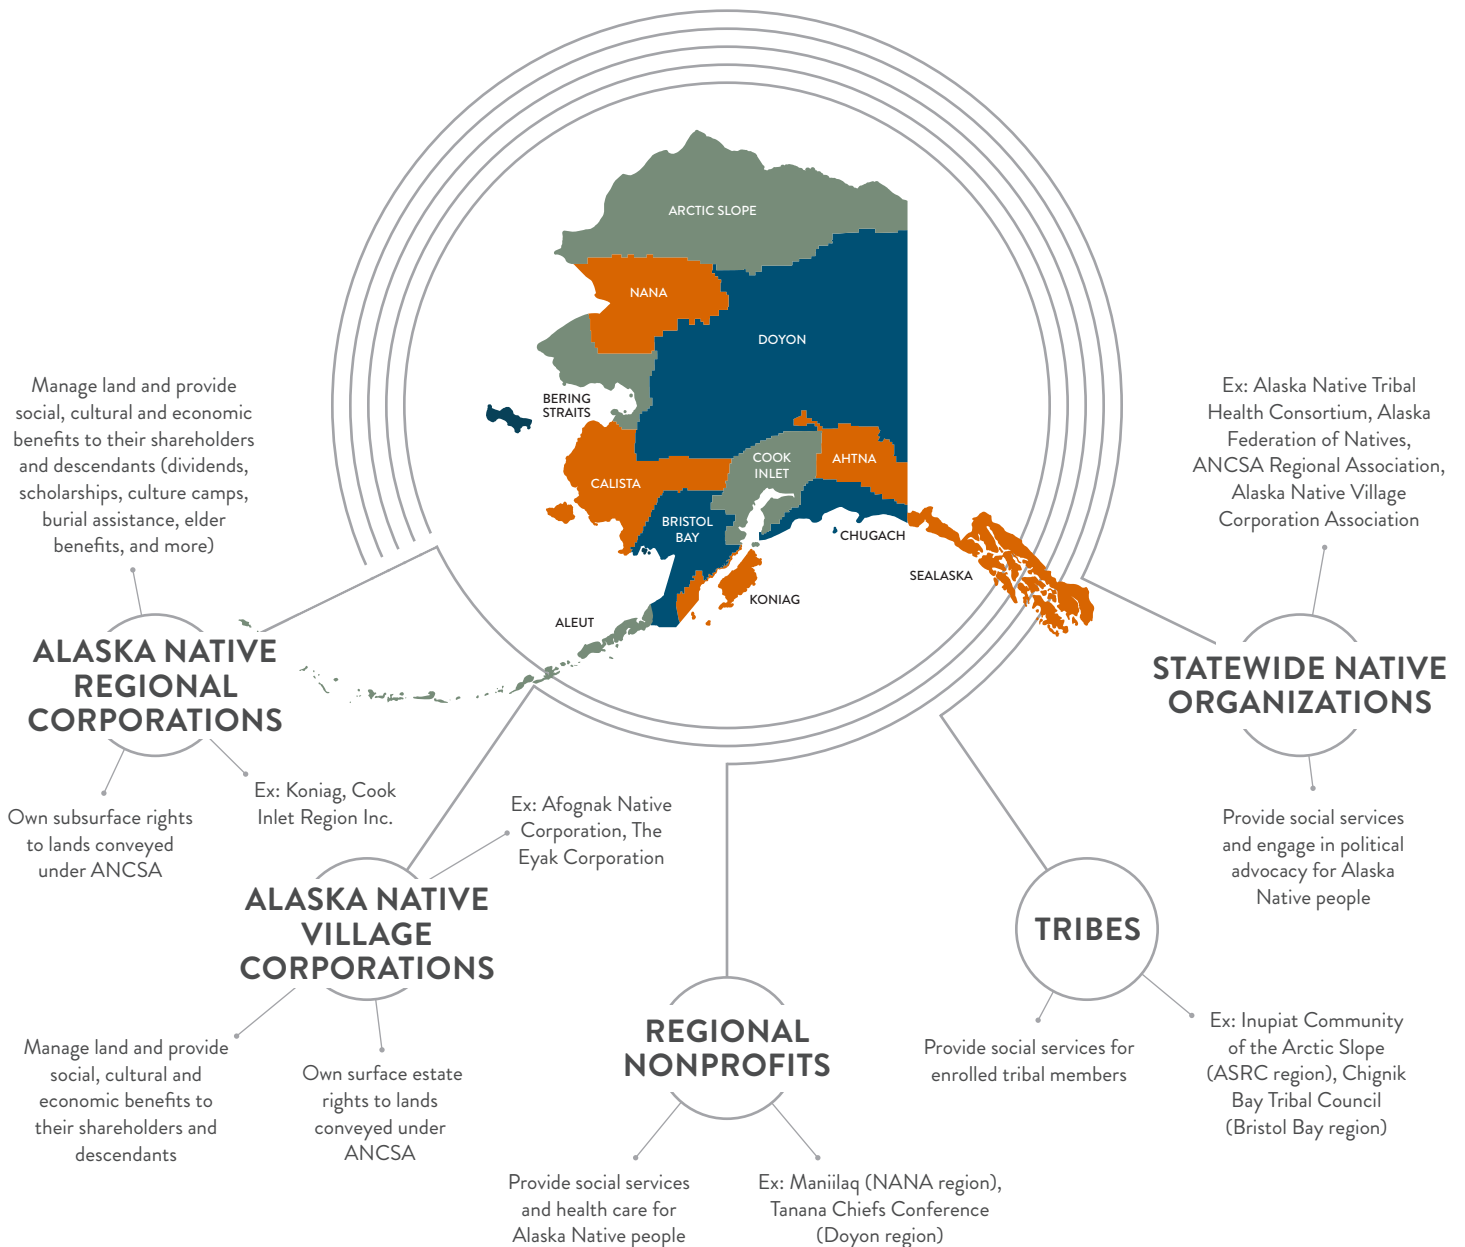 ARCTIC SLOPE
NANA
DOYON
BERING
STRAITS
CALISTA
COOK
INLET
AHTNA
BRISTOL
BAY
CHUGACH
SEALASKA
KONIAG
ALEUT
Manage land and provide
social, cultural and economic
benefits to their shareholders
and descendants (dividends,
scholarships, culture camps,
burial assistance, elder
benefits, and more)
ALASKA NATIVE
REGIONAL
CORPORATIONS
Own subsurface rights
to lands conveyed
under ANCSA
Ex: Koniag, Cook
Inlet Region Inc.
Ex: Afognak Native
Corporation, The
Eyak Corporation
ALASKA NATIVE
VILLAGE
CORPORATIONS
Manage land and provide
social, cultural and
economic benefits to
their shareholders and
descendants
Own surface estate
rights to lands
conveyed under
ANCSA
REGIONAL
NONPROFITS
Provide social services
and health care for
Alaska Native people
Ex: Maniilaq (NANA region),
Tanana Chiefs Conference
(Doyon region)
TRIBES
Provide social services for
enrolled tribal members
Ex: Inupiat Community
of the Arctic Slope
(ASRC region), Chignik
Bay Tribal Council
(Bristol Bay region)
Ex: Alaska Native Tribal
Health Consortium, Alaska
Federation of Natives,
ANCSA Regional Association,
Alaska Native Village
Corporation Association
STATEWIDE NATIVE
ORGANIZATIONS
Provide social services
and engage in political
advocacy for Alaska
Native people